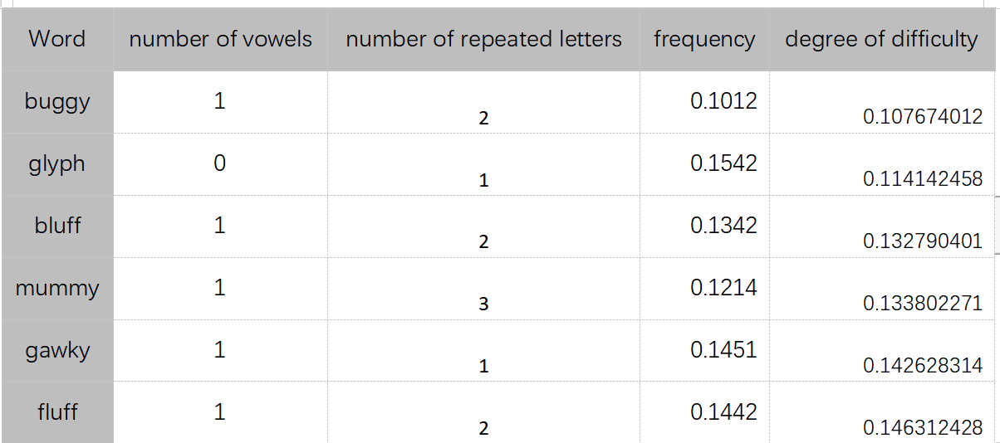 Word number of vowels number of repeated letters frequency degree of difficulty
buggy 1 2 0.1012 0.107674012
glyph 0 1 0.1542 0.114142458
bluff 1 2 0.1342 0.132790401
mummy 1 3 0.1214 0.133802271
gawky 1 1 0.1451 0.142628314
fluff 1 2 0.1442 0.146312428